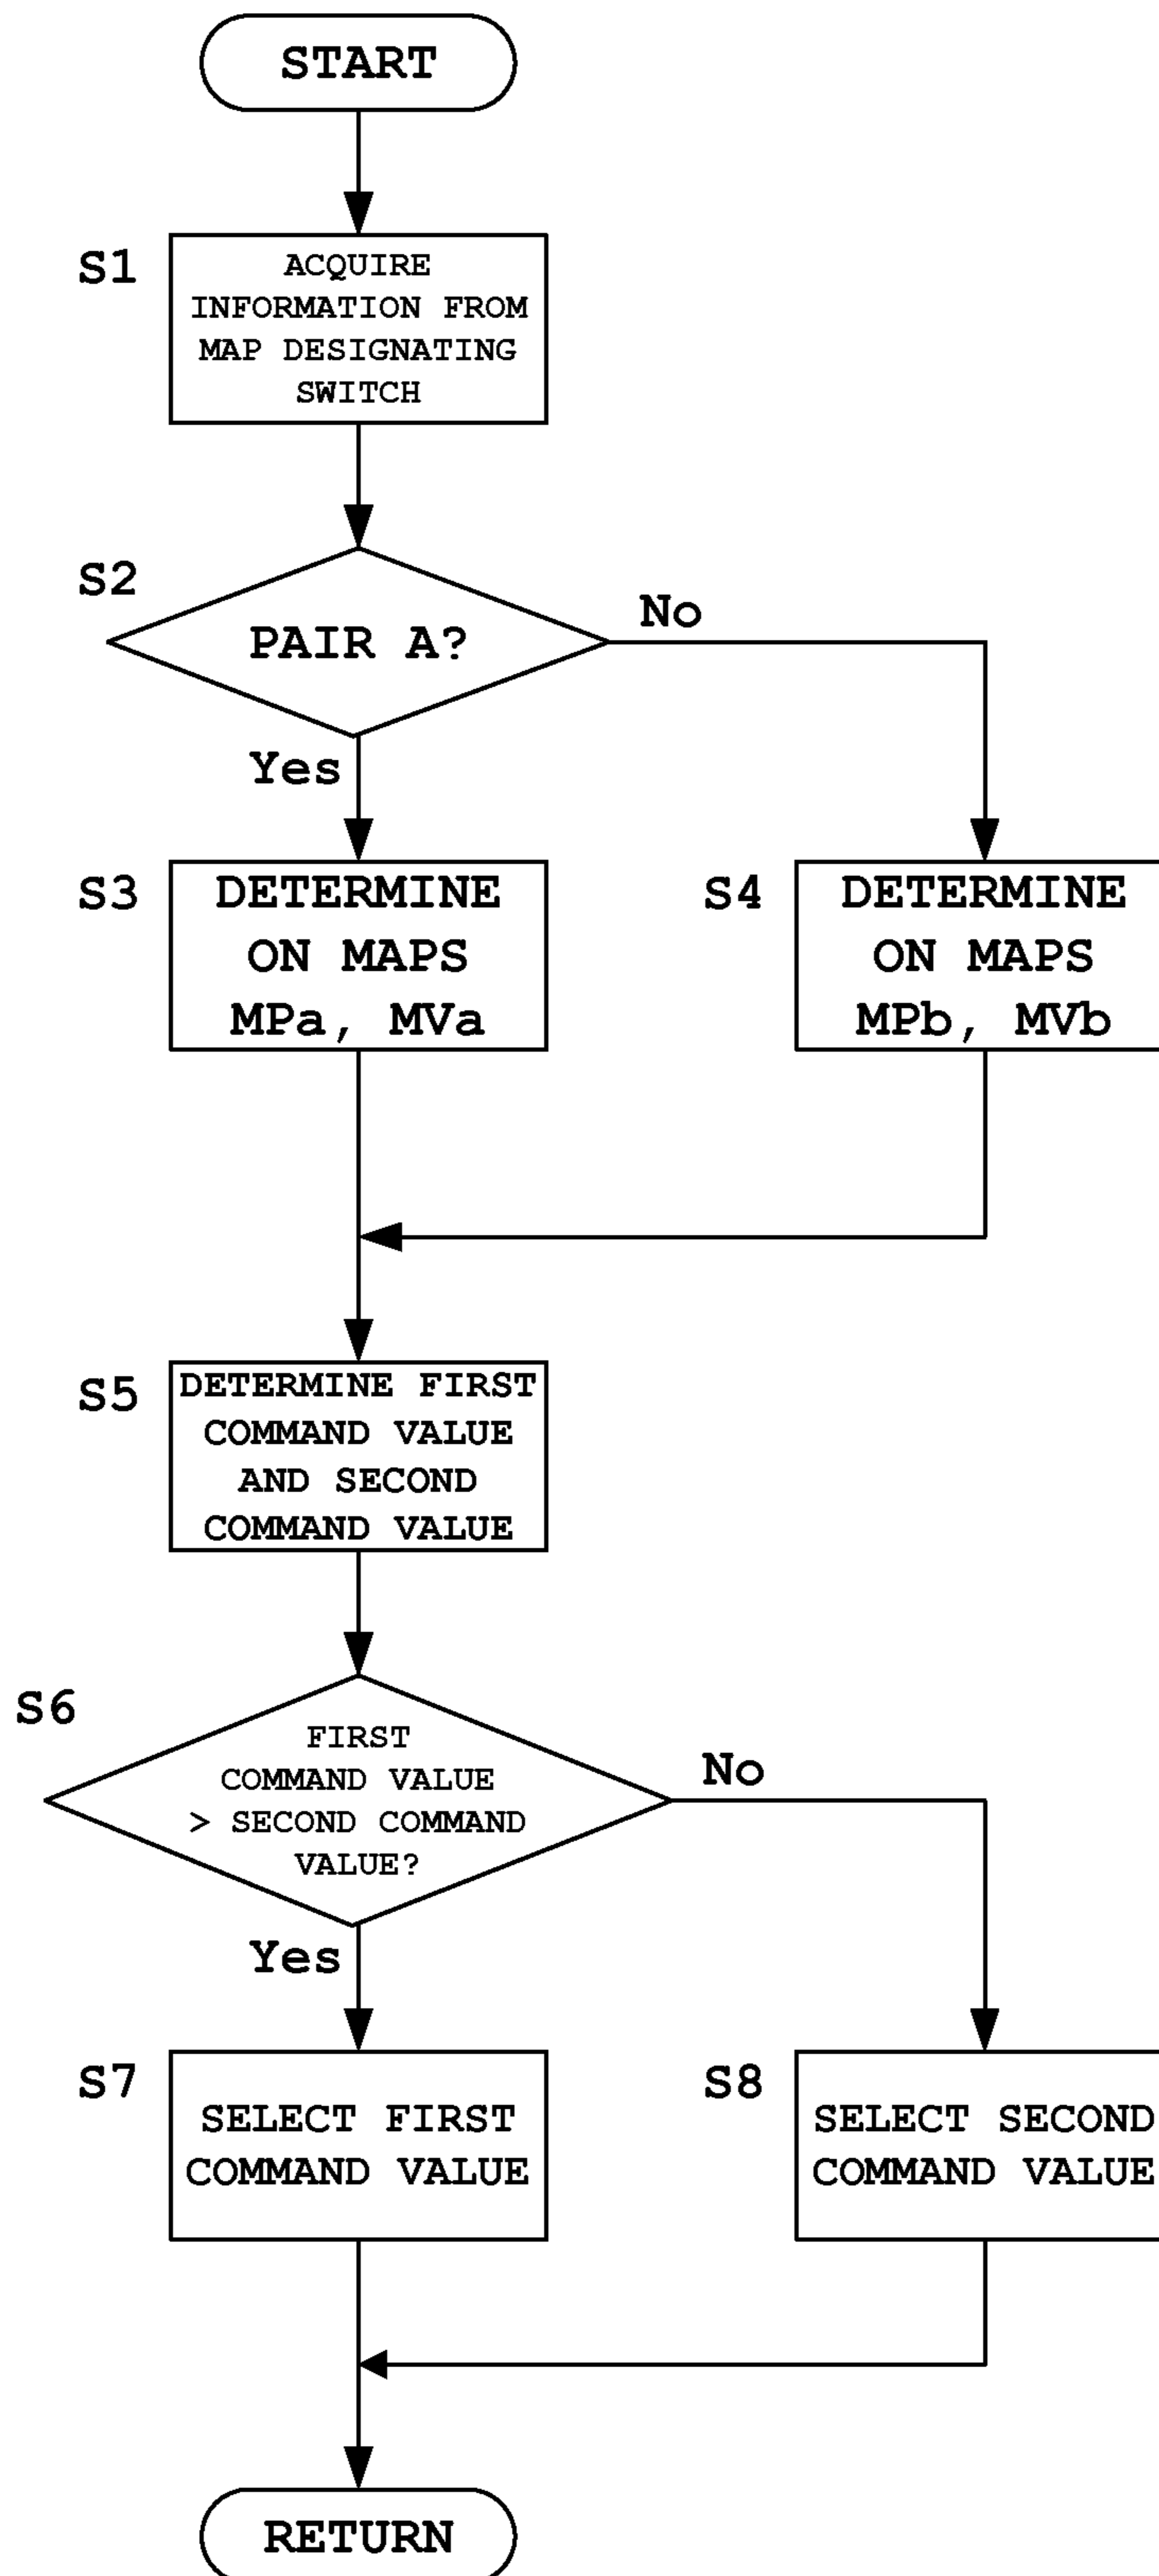 START
S1
ACQUIRE
INFORMATION FROM
MAP DESIGNATING
SWITCH
S2
PAIR A?
No
Yes
S3
DETERMINE
ON MAPS
MPa, MVa
S4
DETERMINE
ON MAPS
MPb, MVb
S5
DETERMINE FIRST
COMMAND VALUE
AND SECOND
COMMAND VALUE
S6
FIRST
COMMAND VALUE
> SECOND COMMAND
VALUE?
No
Yes
S7
SELECT FIRST
COMMAND VALUE
S8
SELECT SECOND
COMMAND VALUE
RETURN